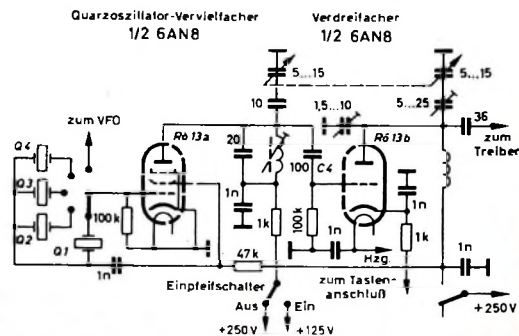 Quarzoszillator-Vervielfacher
1/2 6AN8
Verdreifacher
1/2 6AN8
5...15
5...15
10
1,5...10
5...25
36
zum Treiber
zum VFO
Q4
Q3
Q2
Q1
Rö 13a
Rö 13b
20
100
C4
1n
1n
100k
1k
100k
1n
1k
1n
1n
47k
Hzg.
Einpfeifschalter
Aus
Ein
zum Tasten-
anschluß
+250V
+125V
+250V